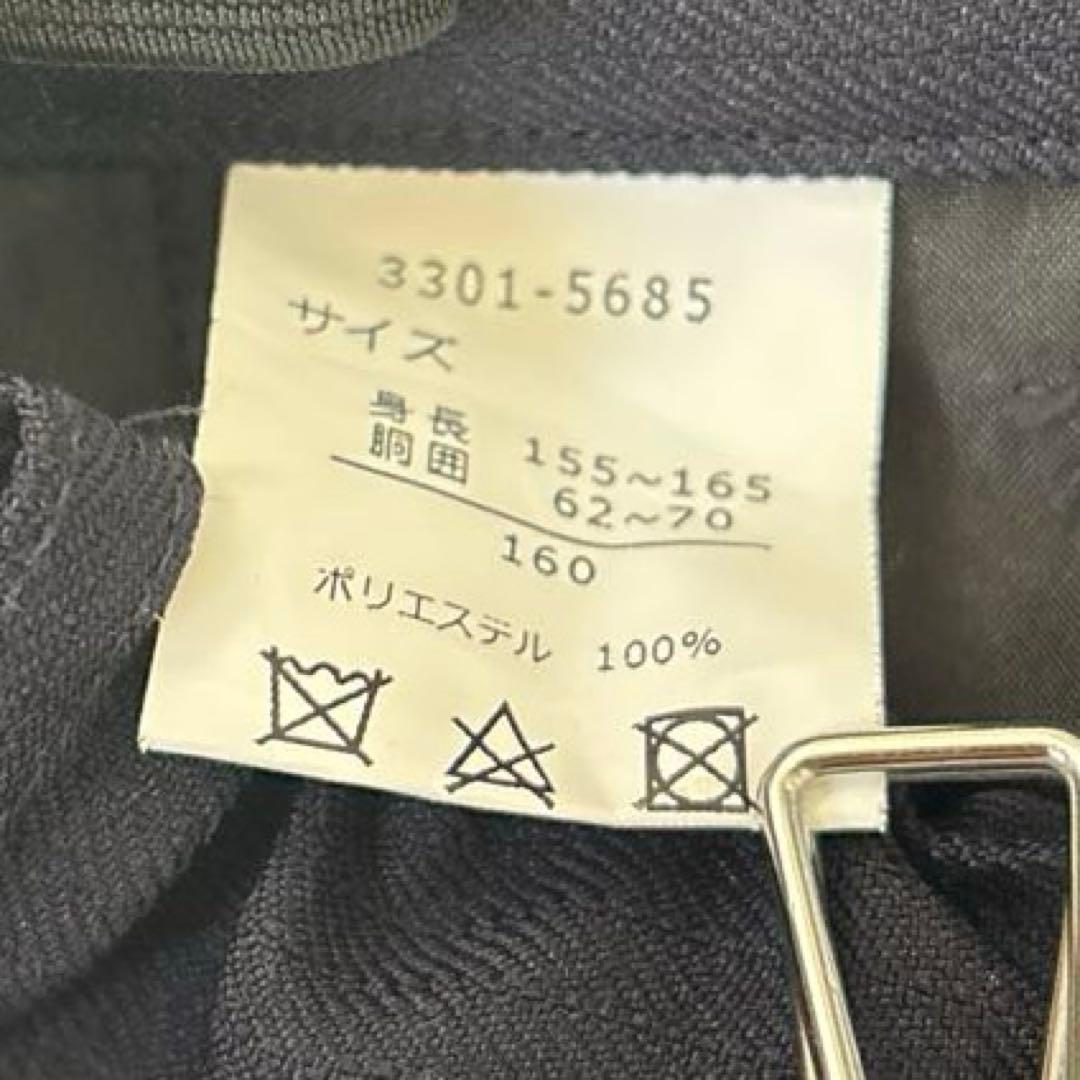 3301-5685
サイズ
身長 155~165
胴囲 62~70
160
ポリエステル 100%